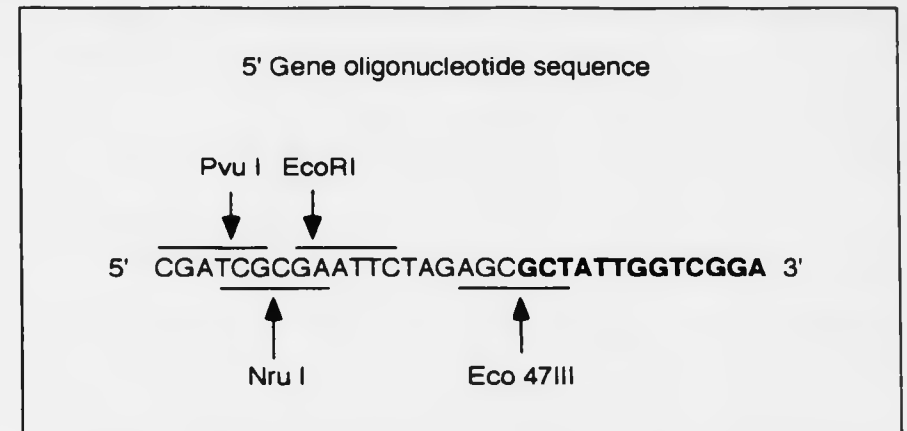 5' Gene oligonucleotide sequence
Pvu I EcoRI
5' CGATCGCGAATTCTAGAGCGCTATTGGTCGGA 3'
Nru I Eco 47III